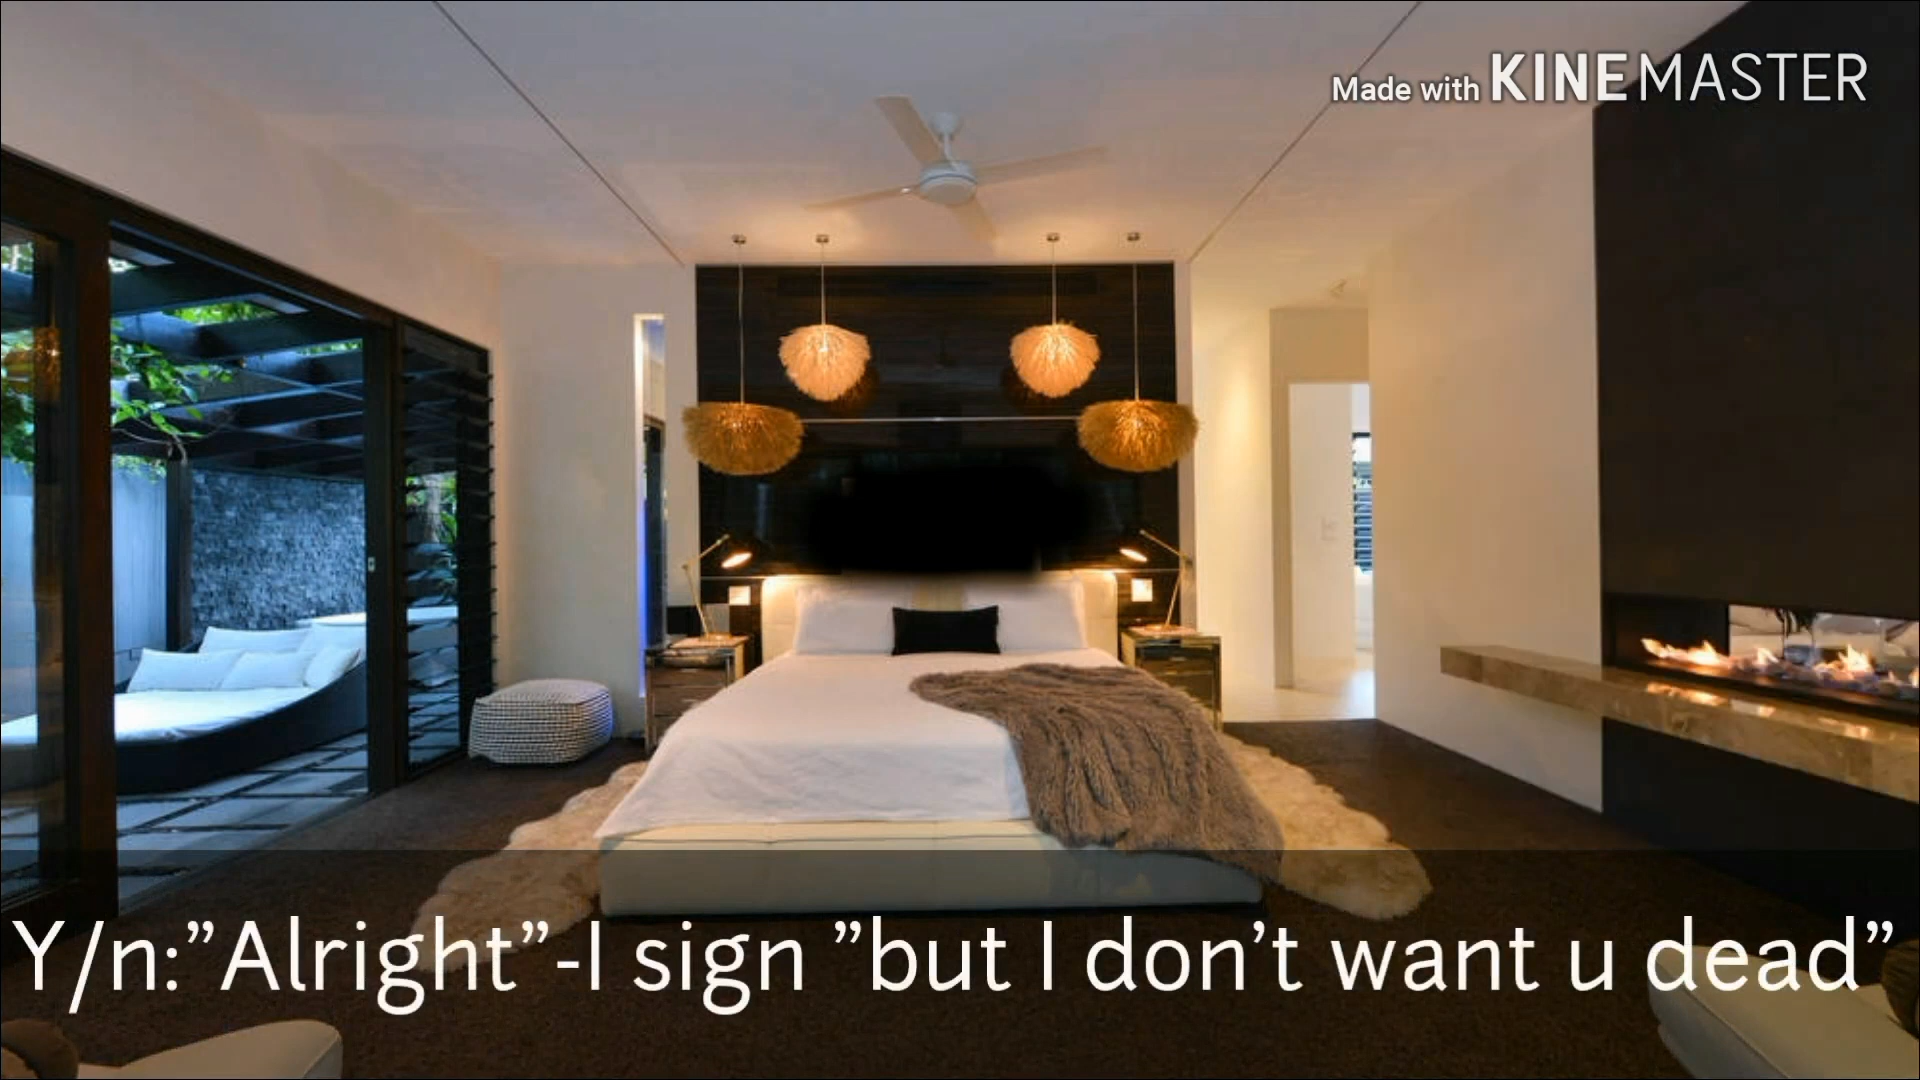 Made with KINEMASTER
Y/n:”Alright” -I sign ”but I don’t want u dead”